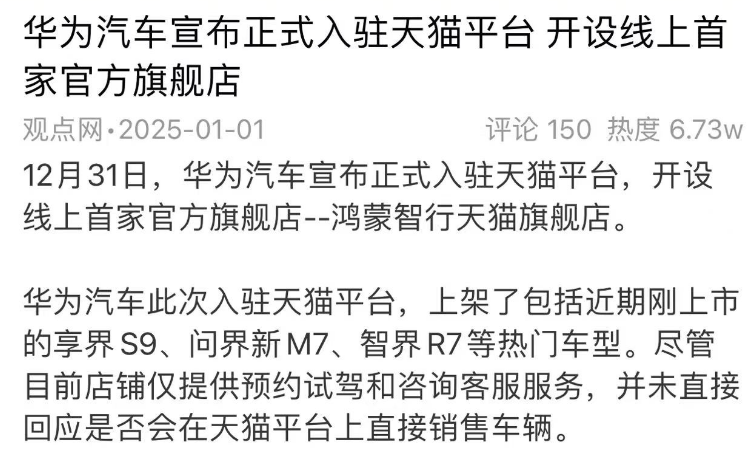 华为汽车宣布正式入驻天猫平台 开设线上首
家官方旗舰店
观点网•2025-01-01 评论 150 热度 6.73w
12月31日，华为汽车宣布正式入驻天猫平台，开设
线上首家官方旗舰店--鸿蒙智行天猫旗舰店。
华为汽车此次入驻天猫平台，上架了包括近期刚上市
的享界 S9、问界新 M7、智界 R7 等热门车型。尽管
目前店铺仅提供预约试驾和咨询客服服务，并未直接
回应是否会在天猫平台上直接销售车辆。